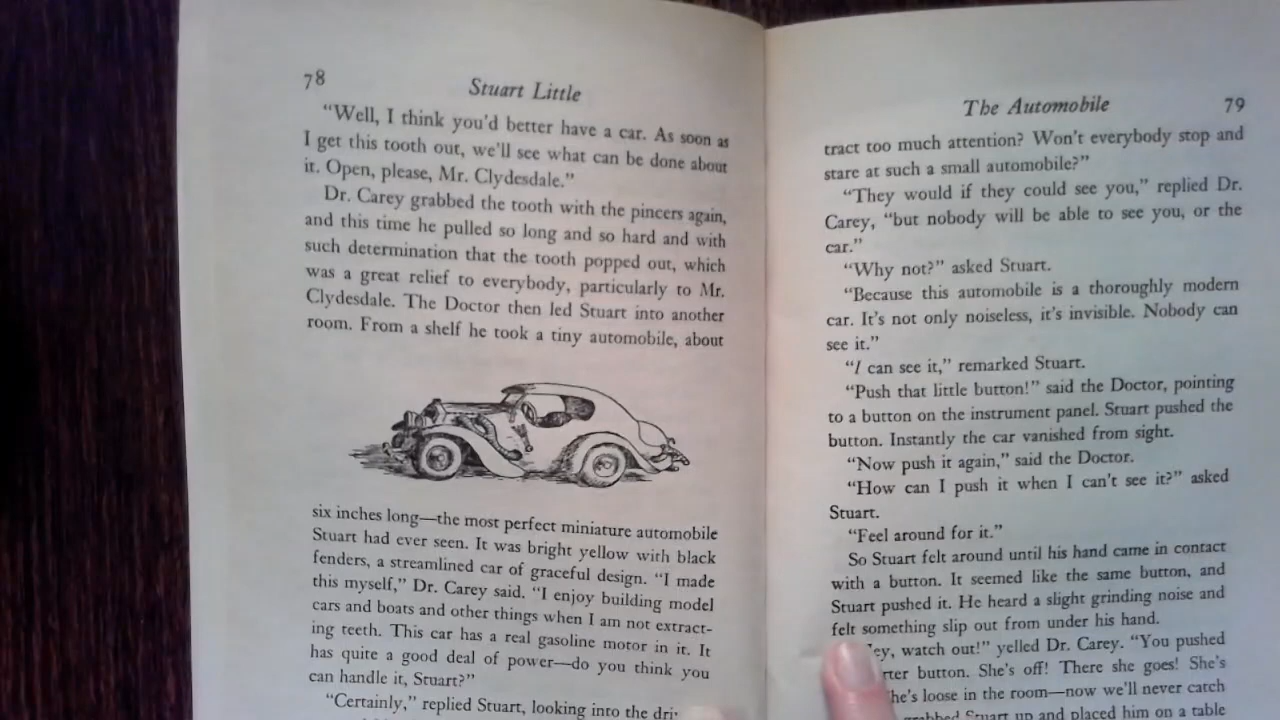 78
Stuart Little
“Well, I think you’d better have a car. As soon as
I get this tooth out, we’ll see what can be done about
it. Open, please, Mr. Clydesdale.”
Dr. Carey grabbed the tooth with the pincers again,
and this time he pulled so long and so hard and with
such determination that the tooth popped out, which
was a great relief to everybody, particularly to Mr.
Clydesdale. The Doctor then led Stuart into another
room. From a shelf he took a tiny automobile, about
six inches long—the most perfect miniature automobile
Stuart had ever seen. It was bright yellow with black
fenders, a streamlined car of graceful design. “I made
this myself,” Dr. Carey said. “I enjoy building model
cars and boats and other things when I am not extract-
ing teeth. This car has a real gasoline motor in it. It
has quite a good deal of power—do you think you
can handle it, Stuart?”
“Certainly,” replied Stuart, looking into the
The Automobile
79
tract too much attention? Won’t everybody stop and
stare at such a small automobile?”
“They would if they could see you,” replied Dr.
Carey, “but nobody will be able to see you, or the
car.”
“Why not?” asked Stuart.
“Because this automobile is a thoroughly modern
car. It’s not only noiseless, it’s invisible. Nobody can
see it.”
“I can see it,” remarked Stuart.
“Push that little button!” said the Doctor, pointing
to a button on the instrument panel. Stuart pushed the
button. Instantly the car vanished from sight.
“Now push it again,” said the Doctor.
“How can I push it when I can’t see it?” asked
Stuart.
“Feel around for it.”
So Stuart felt around until his hand came in contact
with a button. It seemed like the same button, and
Stuart pushed it. He heard a slight grinding noise and
felt something slip out from under his hand.
watch out!” yelled Dr. Carey. “You pushed
button. She’s off! There she goes! She’s
loose in the room—now we’ll never catch
grabbed Stuart up and placed him on a table